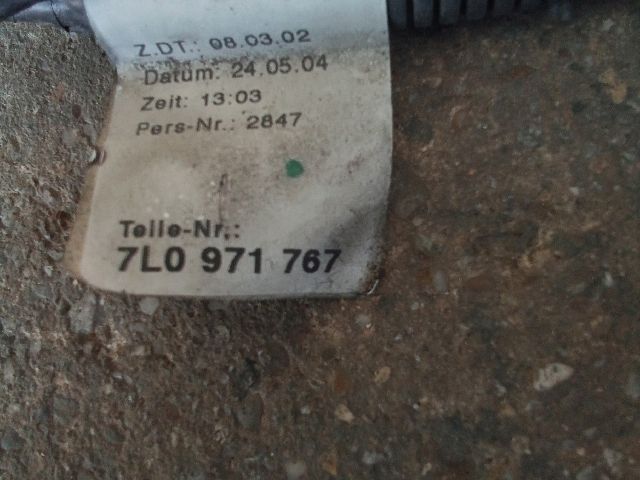 Z.DT.: 08.03.02
Datum: 24.05.04
Zeit: 13:03
Pers-Nr.: 2847
Teile-Nr.:
7L0 971 767